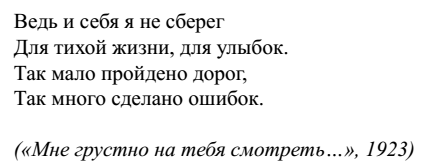 Ведь и себя я не сберег
Для тихой жизни, для улыбок.
Так мало пройдено дорог,
Так много сделано ошибок.
(«Мне грустно на тебя смотреть…», 1923)